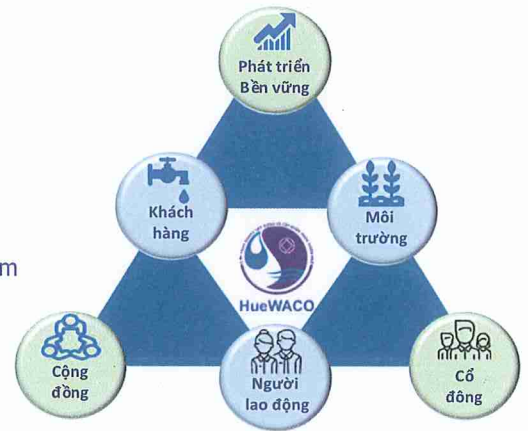 Phát triển
Bền vững
Khách
hàng
Môi
trường
m
HueWACO
Cộng
đồng
Người
lao động
Cổ
đông